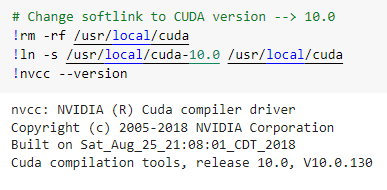 # Change softlink to CUDA version --> 10.0
!rm -rf /usr/local/cuda
!ln -s /usr/local/cuda-10.0 /usr/local/cuda
!nvcc --version
nvcc: NVIDIA (R) Cuda compiler driver
Copyright (c) 2005-2018 NVIDIA Corporation
Built on Sat_Aug_25_21:08:01_CDT_2018
Cuda compilation tools, release 10.0, V10.0.130